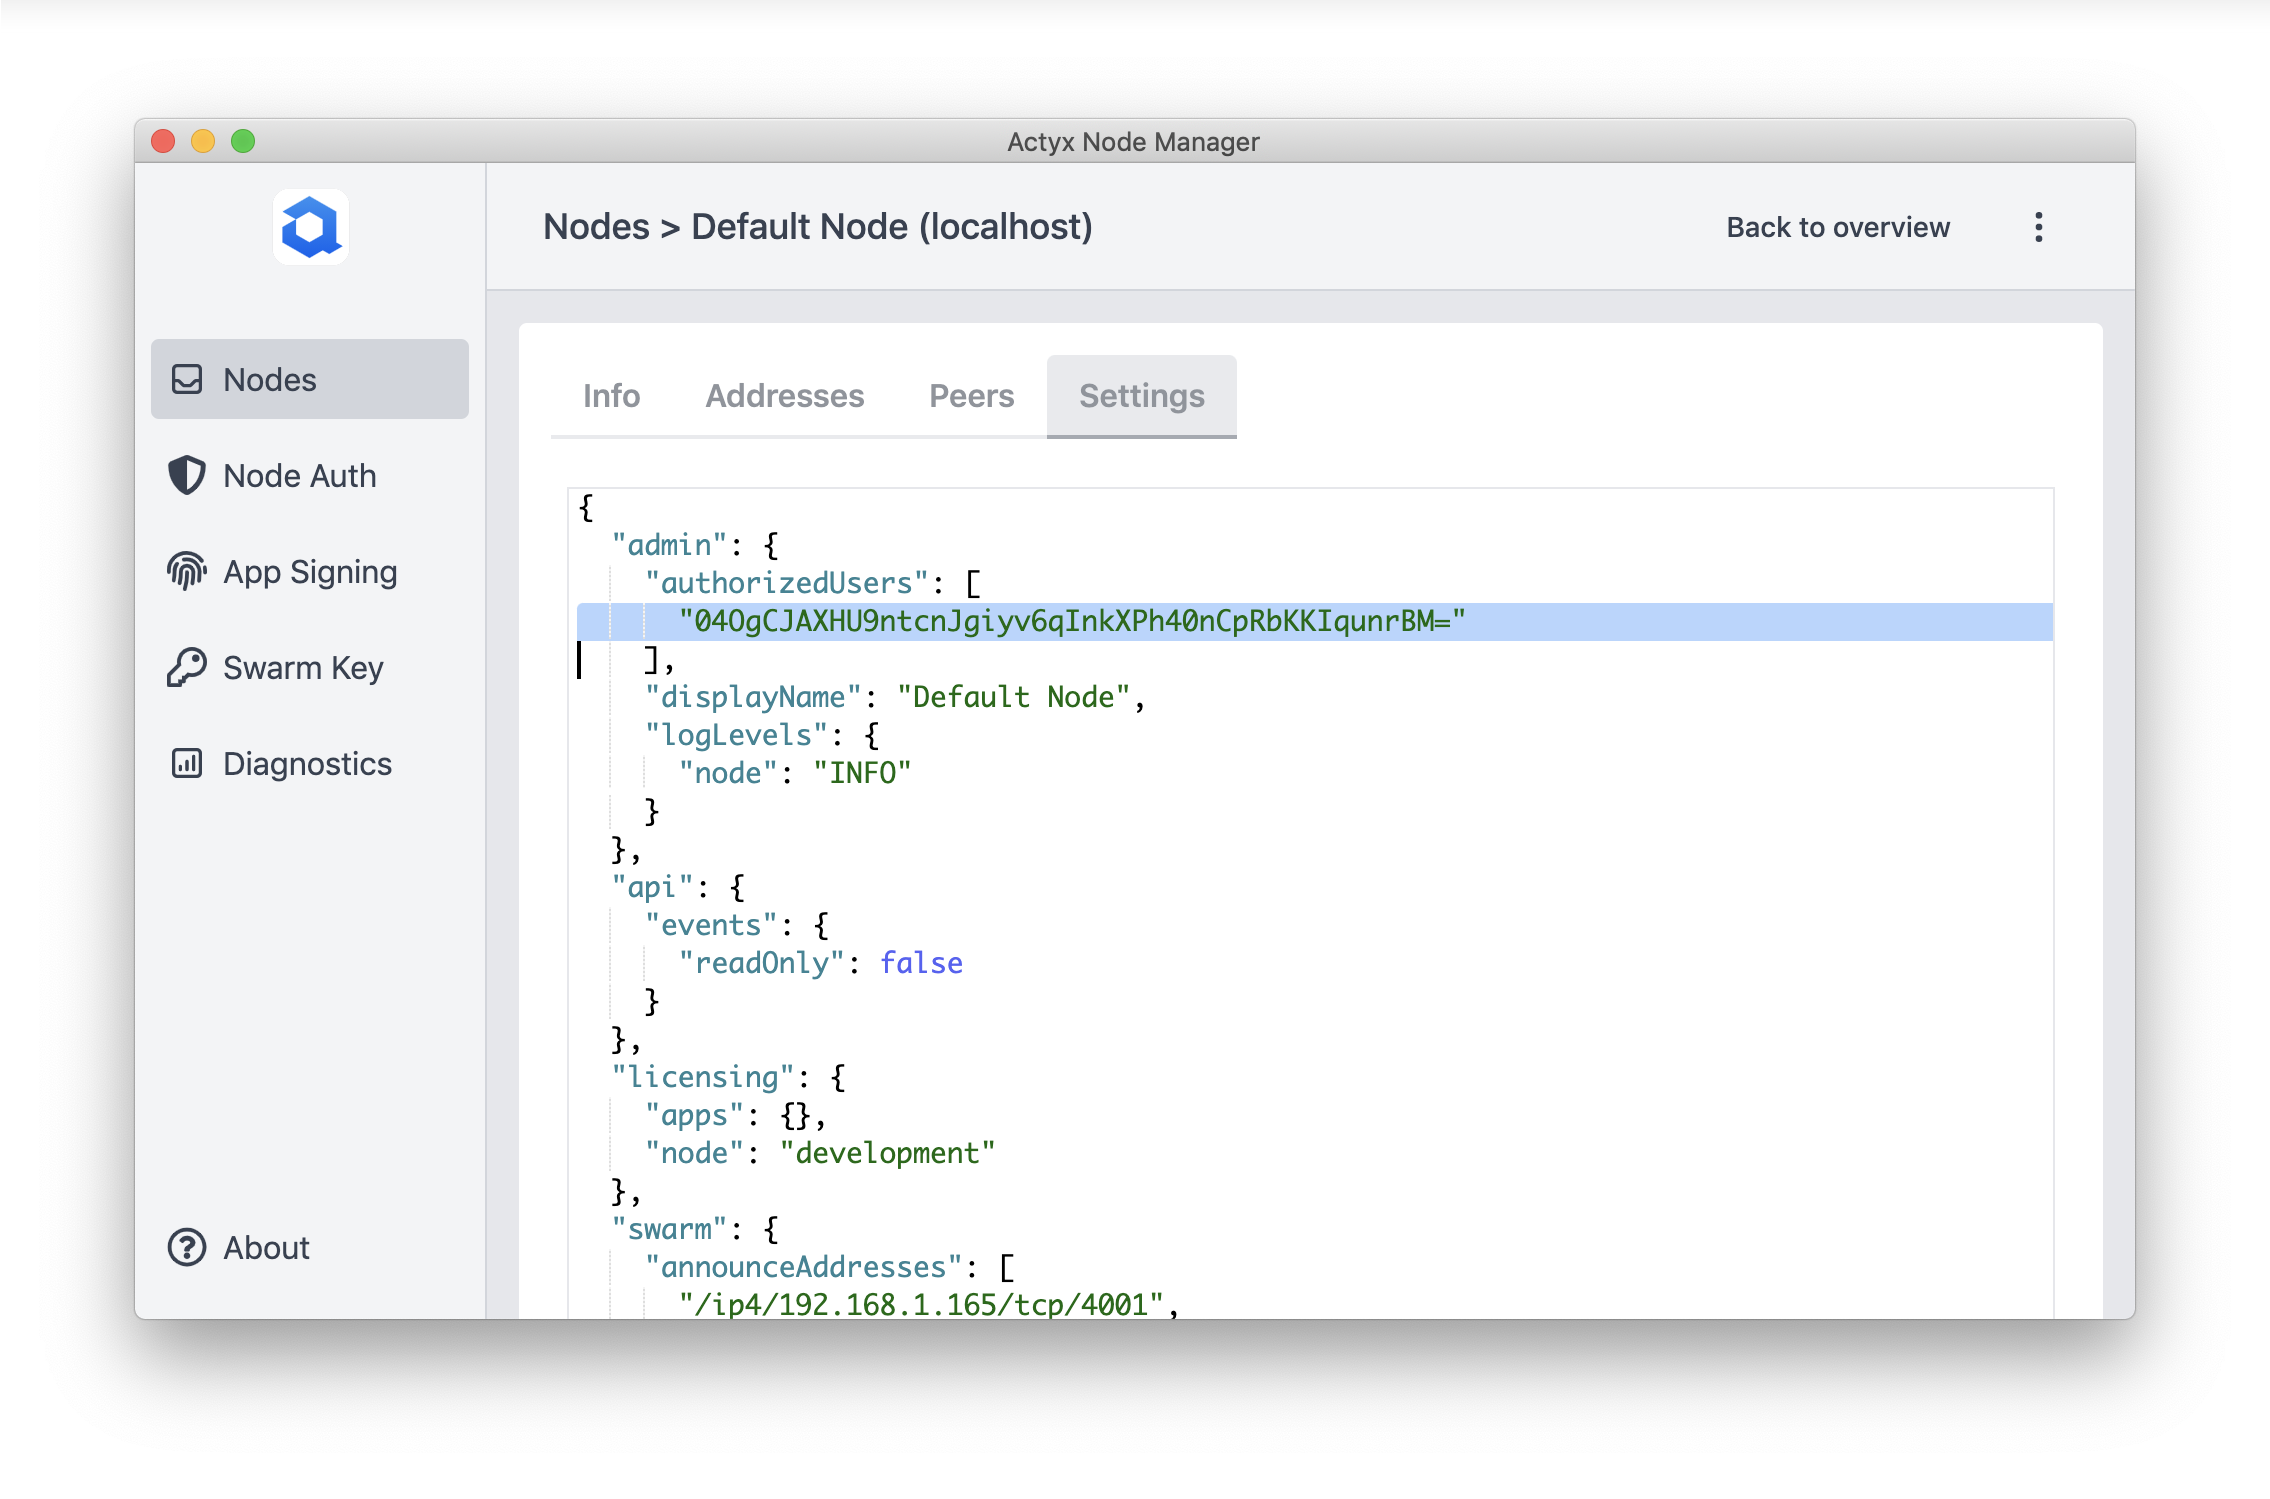 Actyx Node Manager
Nodes > Default Node (localhost)
Back to overview
Nodes
Node Auth
App Signing
Swarm Key
Diagnostics
About
Info
Addresses
Peers
Settings
{
"admin": {
"authorizedUsers": [
"04OgCJAXHU9ntcnJgiyv6qInkXPh40nCpRbKKIqunrBM="
],
"displayName": "Default Node",
"logLevels": {
"node": "INFO"
}
},
"api": {
"events": {
"readOnly": false
}
},
"licensing": {
"apps": {},
"node": "development"
},
"swarm": {
"announceAddresses": [
"/ip4/192.168.1.165/tcp/4001",